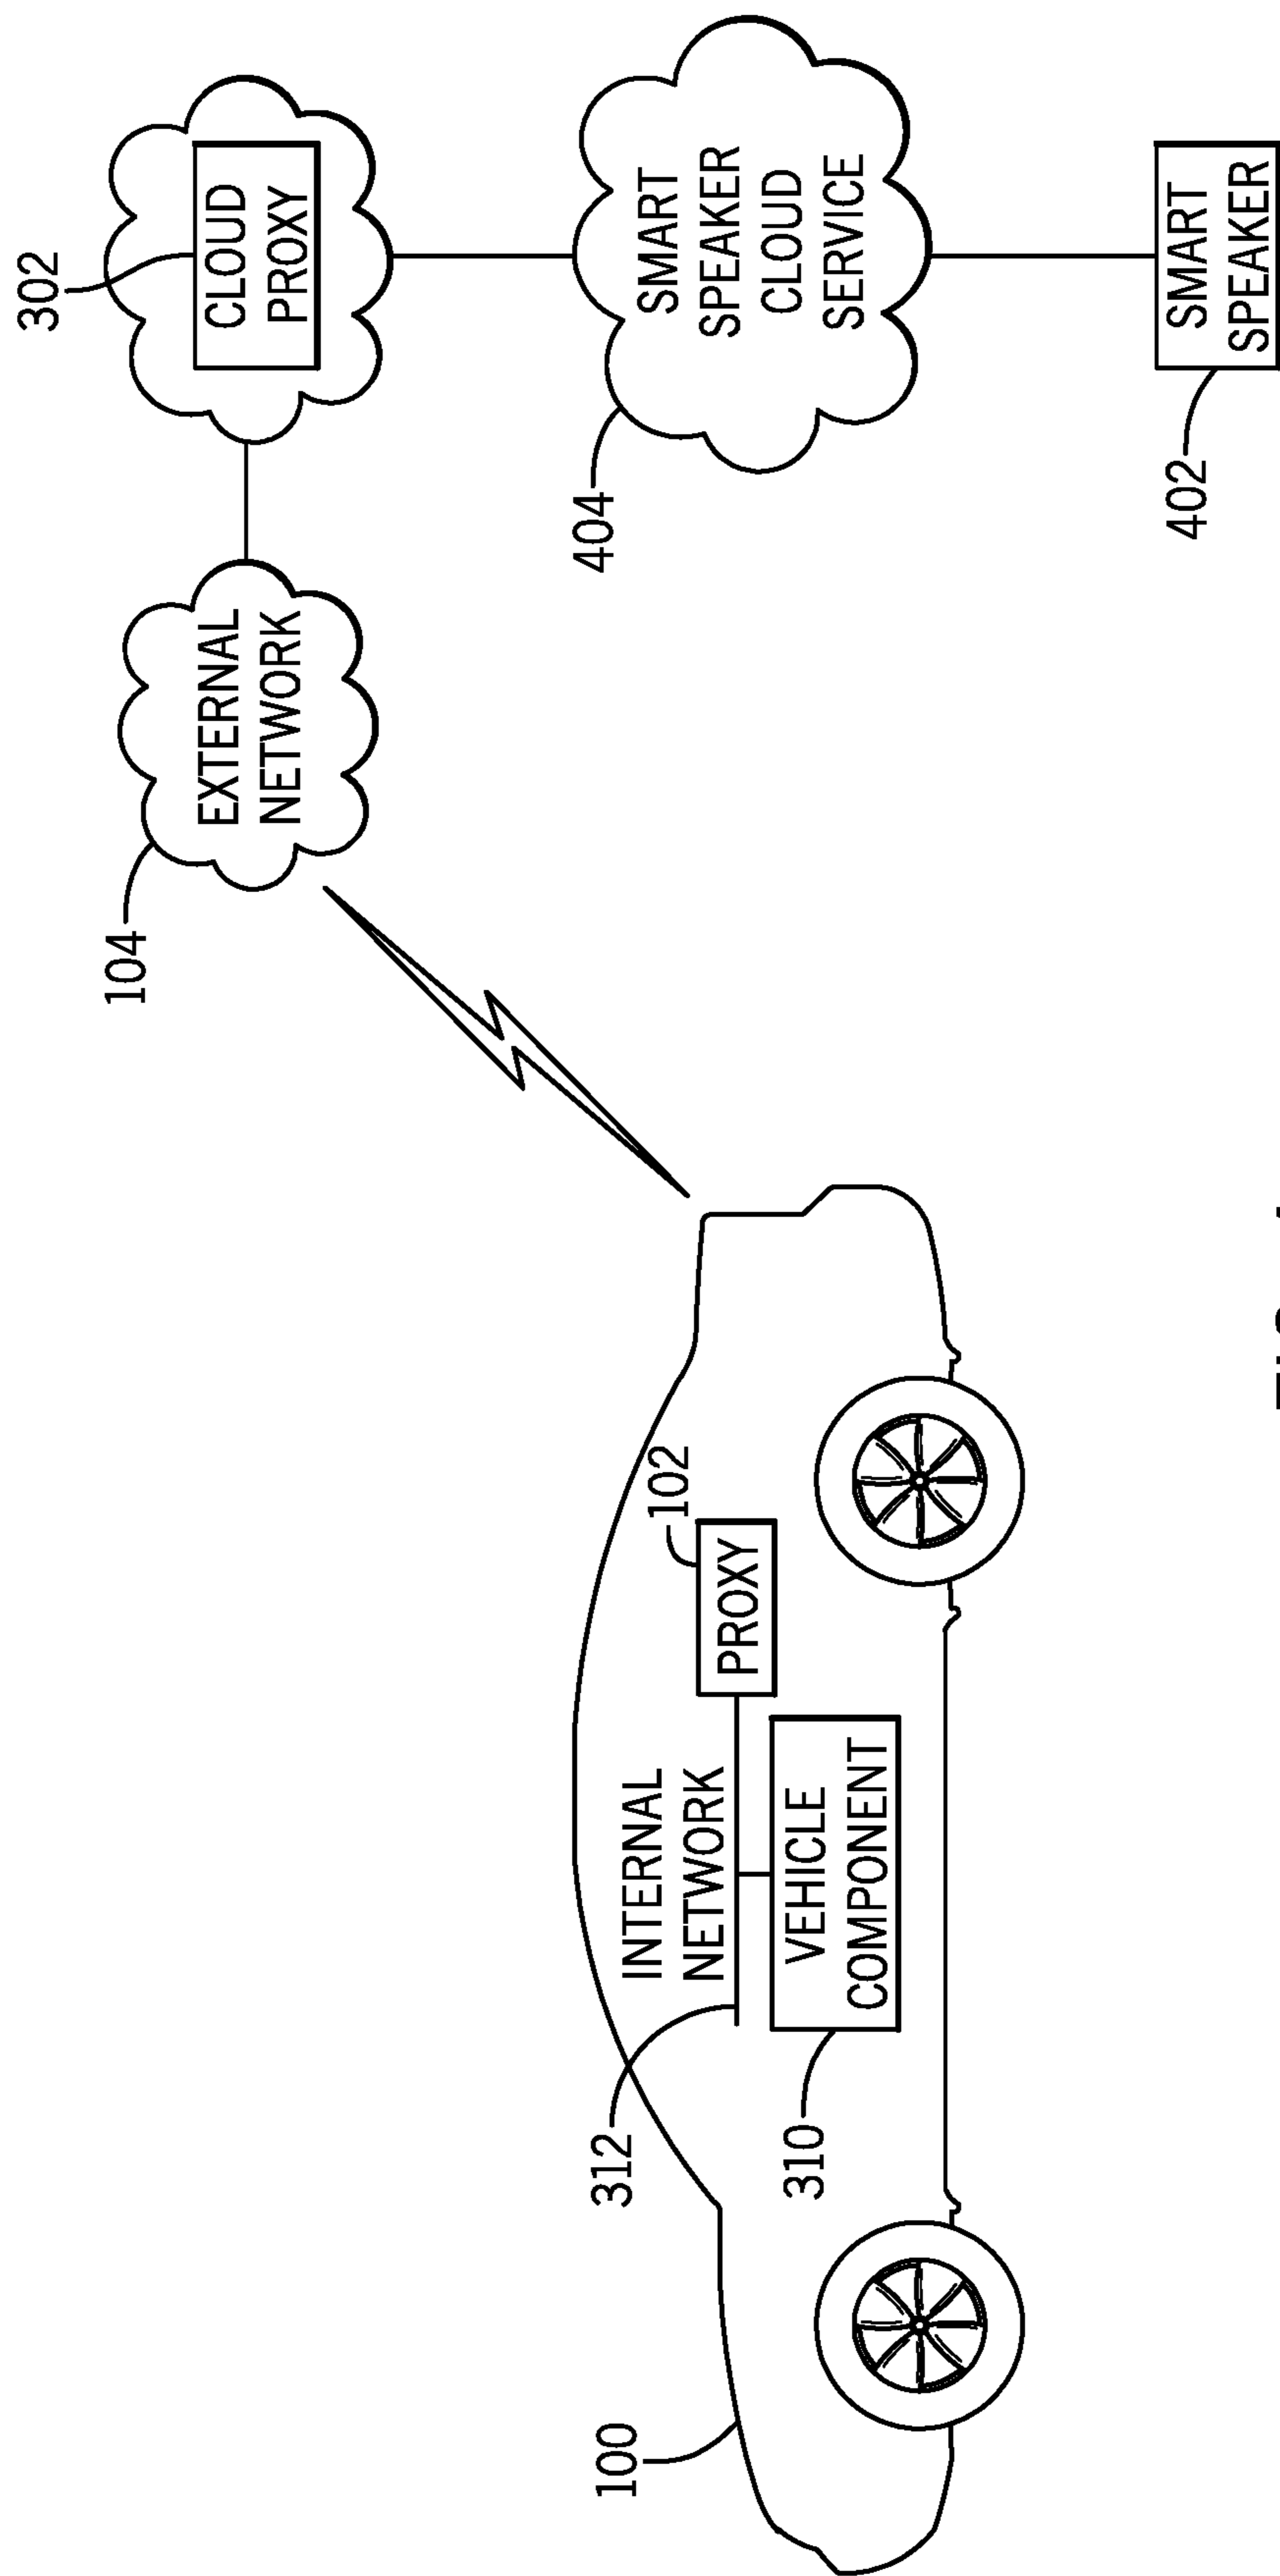 302
CLOUD
PROXY
104
EXTERNAL
NETWORK
404
SMART
SPEAKER
CLOUD
SERVICE
402
SMART
SPEAKER
100
312
INTERNAL
NETWORK
102
PROXY
310
VEHICLE
COMPONENT